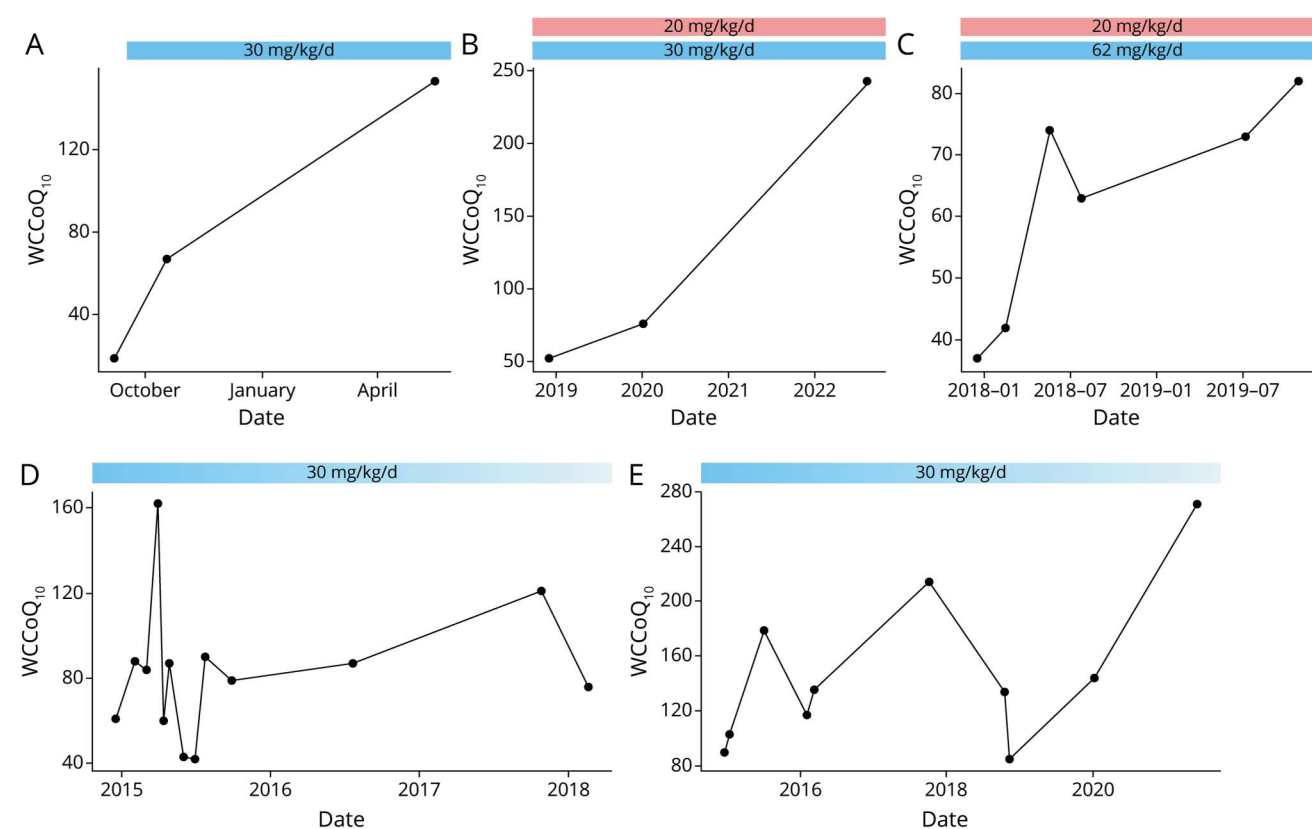 A
30 mg/kg/d
WCCoQ10
120
80
40
October January April
Date
B
20 mg/kg/d
30 mg/kg/d
WCCoQ10
250
200
150
100
50
2019 2020 2021 2022
Date
C
20 mg/kg/d
62 mg/kg/d
WCCoQ10
80
70
60
50
40
2018–01 2018–07 2019–01 2019–07
Date
D
30 mg/kg/d
WCCoQ10
160
120
80
40
2015 2016 2017 2018
Date
E
30 mg/kg/d
WCCoQ10
280
240
200
160
120
80
2016 2018 2020
Date